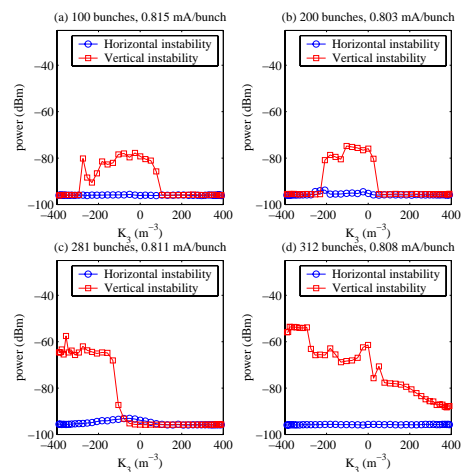 (a) 100 bunches, 0.815 mA/bunch
Horizontal instability
Vertical instability
power (dBm)
-40
-60
-80
-100
-400 -200 0 200 400
K3 (m−3)
(b) 200 bunches, 0.803 mA/bunch
Horizontal instability
Vertical instability
power (dBm)
-40
-60
-80
-100
-400 -200 0 200 400
K3 (m−3)
(c) 281 bunches, 0.811 mA/bunch
Horizontal instability
Vertical instability
power (dBm)
-40
-60
-80
-100
-400 -200 0 200 400
K3 (m−3)
(d) 312 bunches, 0.808 mA/bunch
Horizontal instability
Vertical instability
power (dBm)
-40
-60
-80
-100
-400 -200 0 200 400
K3 (m−3)